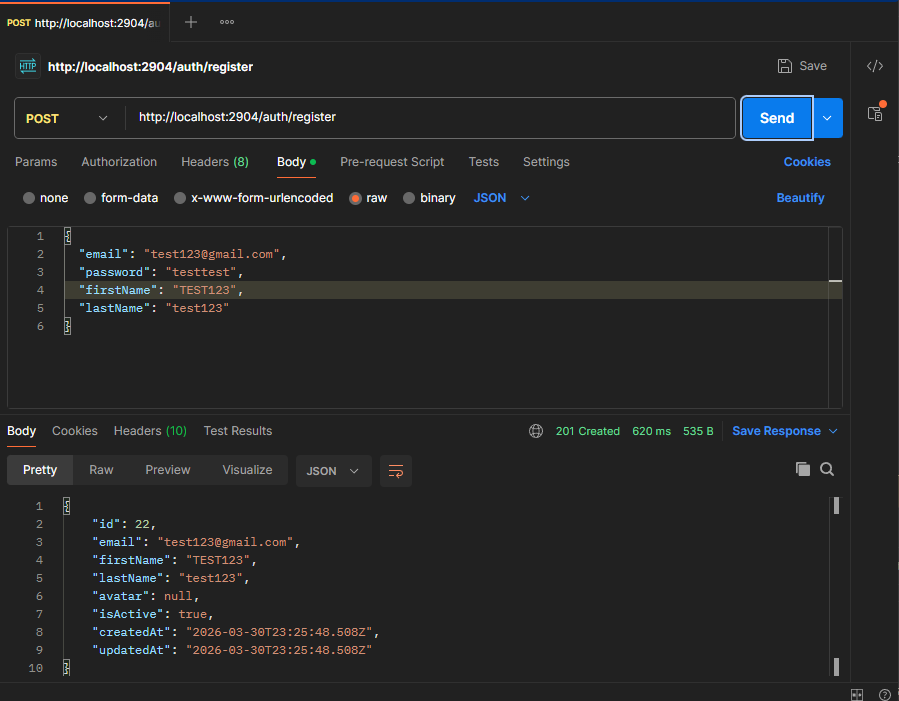 POST http://localhost:2904/au
HTTP http://localhost:2904/auth/register Save
POST http://localhost:2904/auth/register Send
Params Authorization Headers (8) Body Pre-request Script Tests Settings Cookies
none form-data x-www-form-urlencoded raw binary JSON Beautify
1 {
2 "email": "test123@gmail.com",
3 "password": "testtest",
4 "firstName": "TEST123",
5 "lastName": "test123"
6 }
Body Cookies Headers (10) Test Results 201 Created 620 ms 535 B Save Response
Pretty Raw Preview Visualize JSON
1 {
2 "id": 22,
3 "email": "test123@gmail.com",
4 "firstName": "TEST123",
5 "lastName": "test123",
6 "avatar": null,
7 "isActive": true,
8 "createdAt": "2026-03-30T23:25:48.508Z",
9 "updatedAt": "2026-03-30T23:25:48.508Z"
10 }